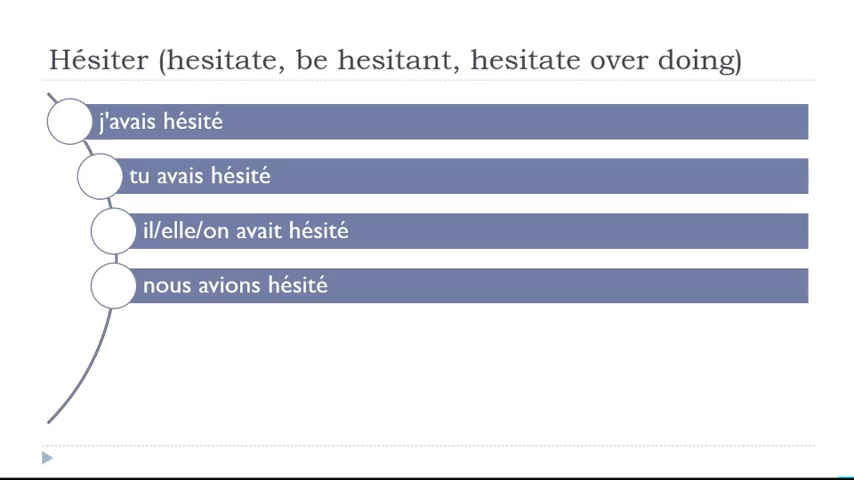 Hésiter (hesitate, be hesitant, hesitate over doing)
j'avais hésité
tu avais hésité
il/elle/on avait hésité
nous avions hésité